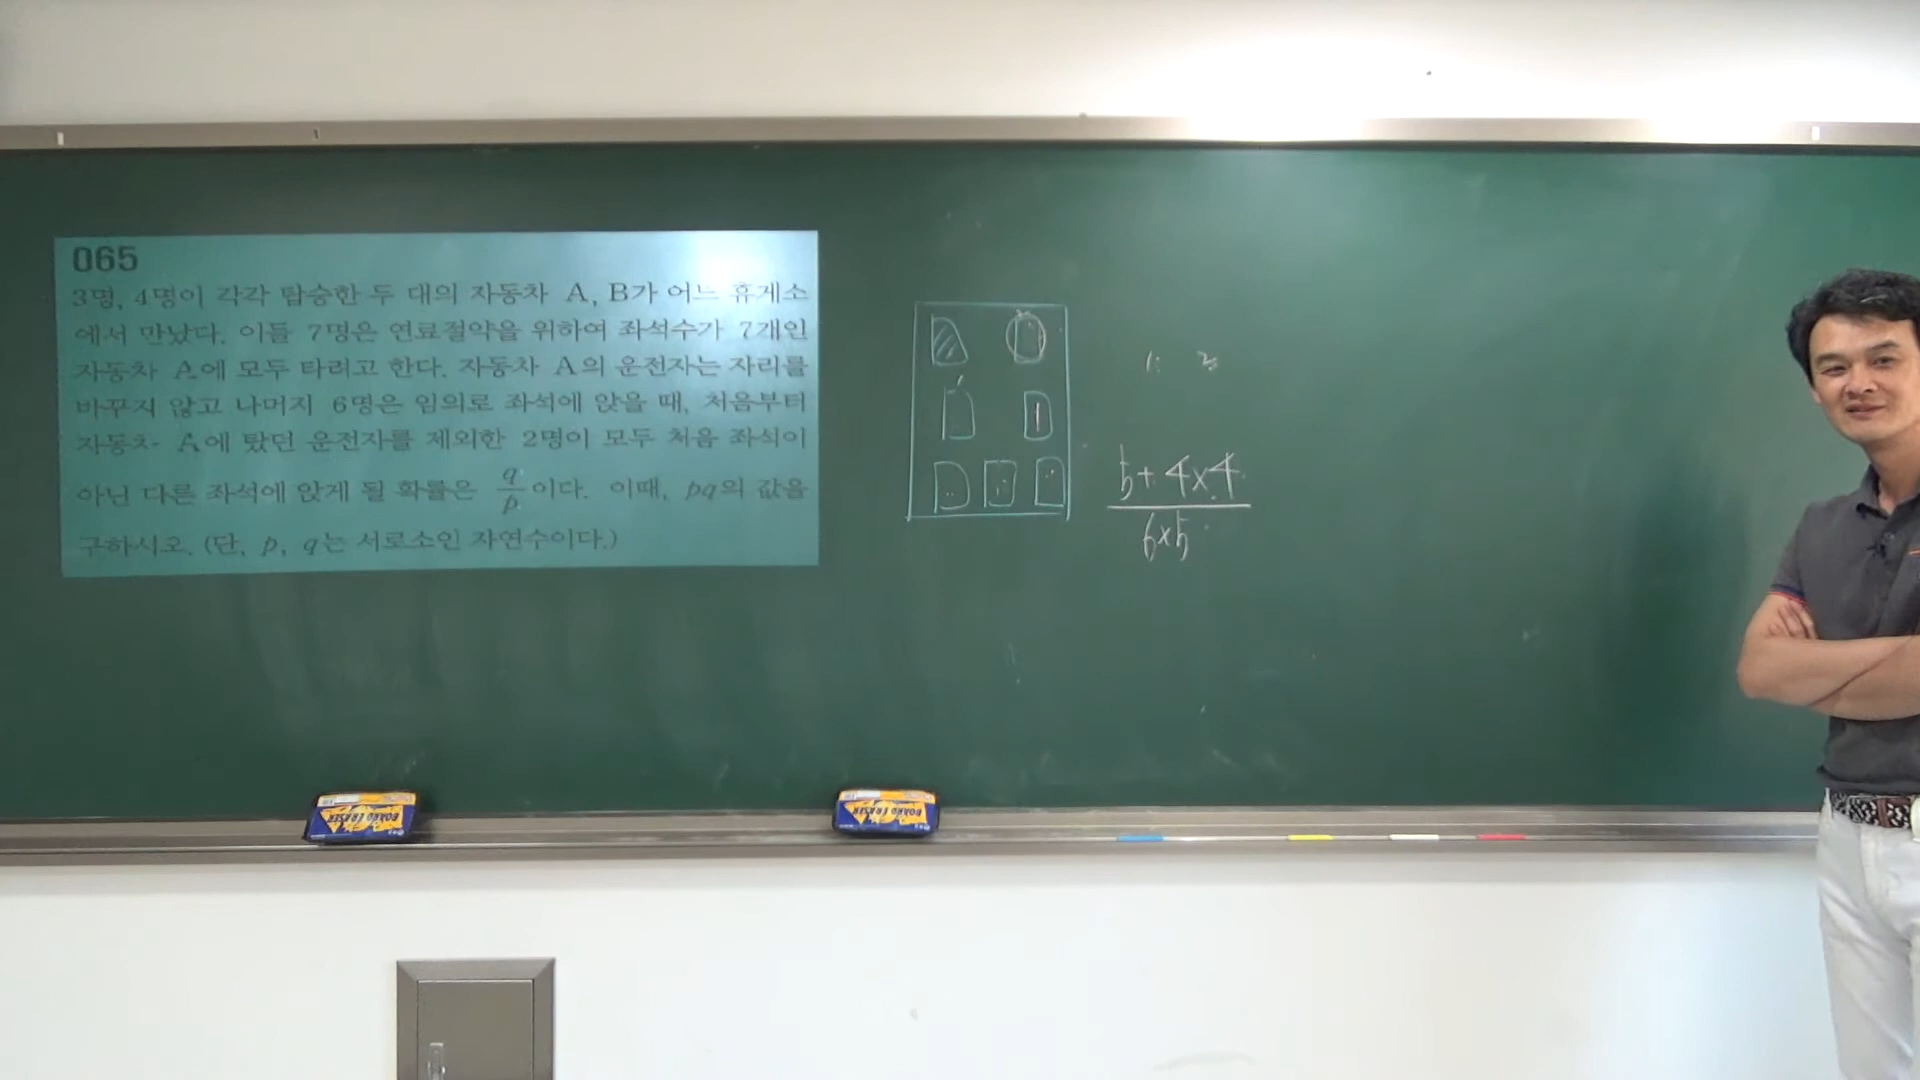 065
3명, 4명이 각각 탑승한 두 대의 자동차 A, B가 어느 휴게소
에서 만났다. 이들 7명은 연료절약을 위하여 좌석수가 7개인
자동차 A에 모두 타려고 한다. 자동차 A의 운전자는 자리를
바꾸지 않고 나머지 6명은 임의로 좌석에 앉을 때, 처음부터
자동차 A에 탔던 운전자를 제외한 2명이 모두 처음 좌석이
아닌 다른 좌석에 앉게 될 확률은 q/p이다. 이때, pq의 값을
구하시오. (단, p, q는 서로소인 자연수이다.)
1
5+4×4
6×5
BOARD ERASER
BOARD ERASER